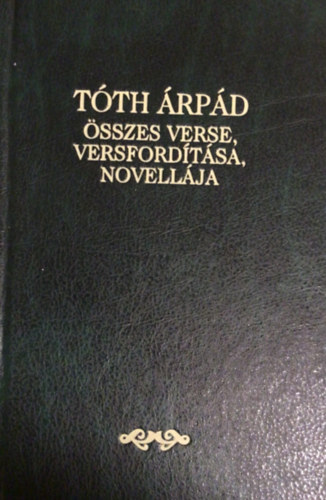 TÓTH ÁRPÁD
ÖSSZES VERSE,
VERSFORDÍTÁSA,
NOVELLÁJA